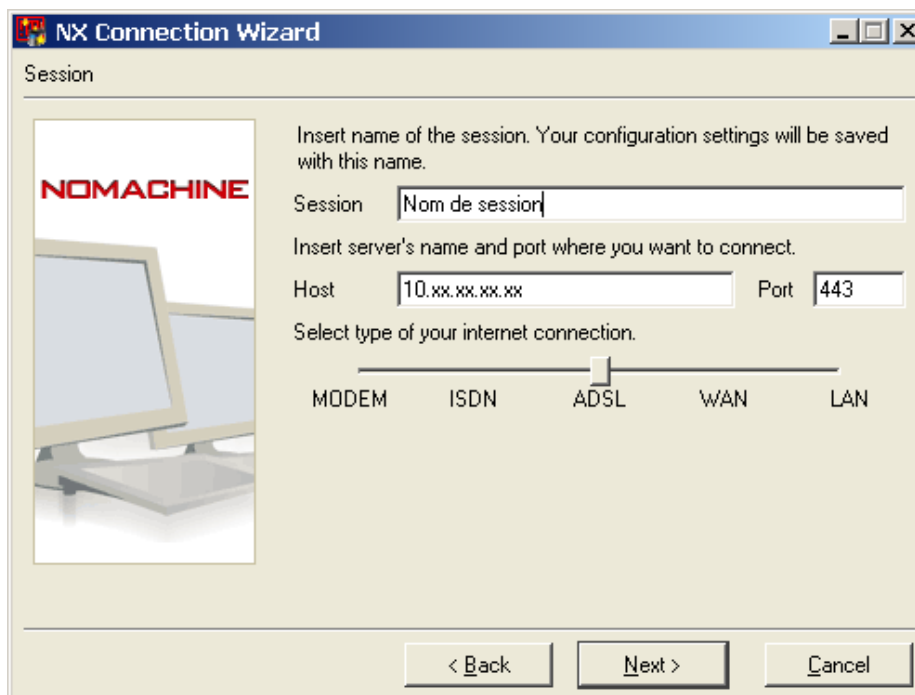 NX Connection Wizard
Session
NOMACHINE
Insert name of the session. Your configuration settings will be saved
with this name.
Session Nom de session
Insert server's name and port where you want to connect.
Host 10.xx.xx.xx.xx Port 443
Select type of your internet connection.
MODEM ISDN ADSL WAN LAN
< Back Next > Cancel